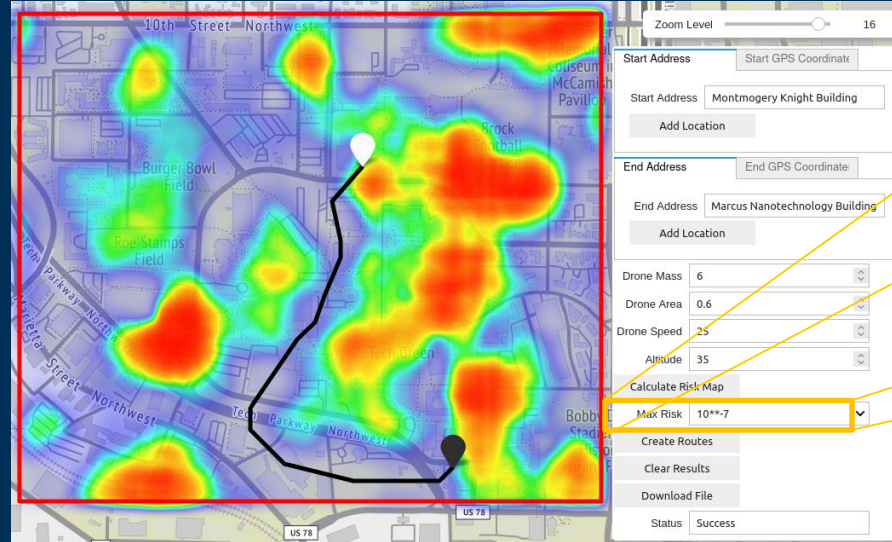 10th Street Northwest
Coliseum
McCamish
Pavilion
Brock
Football
Burger Bowl
Field
Roe Stamps
Field
Tech Parkway Northwest
Marietta Street Northwest
Tech Green
Tech Parkway Northwest
Bobby
US 78
US 78
Zoom Level 16
Start Address Start GPS Coordinate
Start Address Montmogery Knight Building
Add Location
End Address End GPS Coordinate
End Address Marcus Nanotechnology Building
Add Location
Drone Mass 6
Drone Area 0.6
Drone Speed 25
Altitude 35
Calculate Risk Map
Max Risk 10**-7
Create Routes
Clear Results
Download File
Status Success